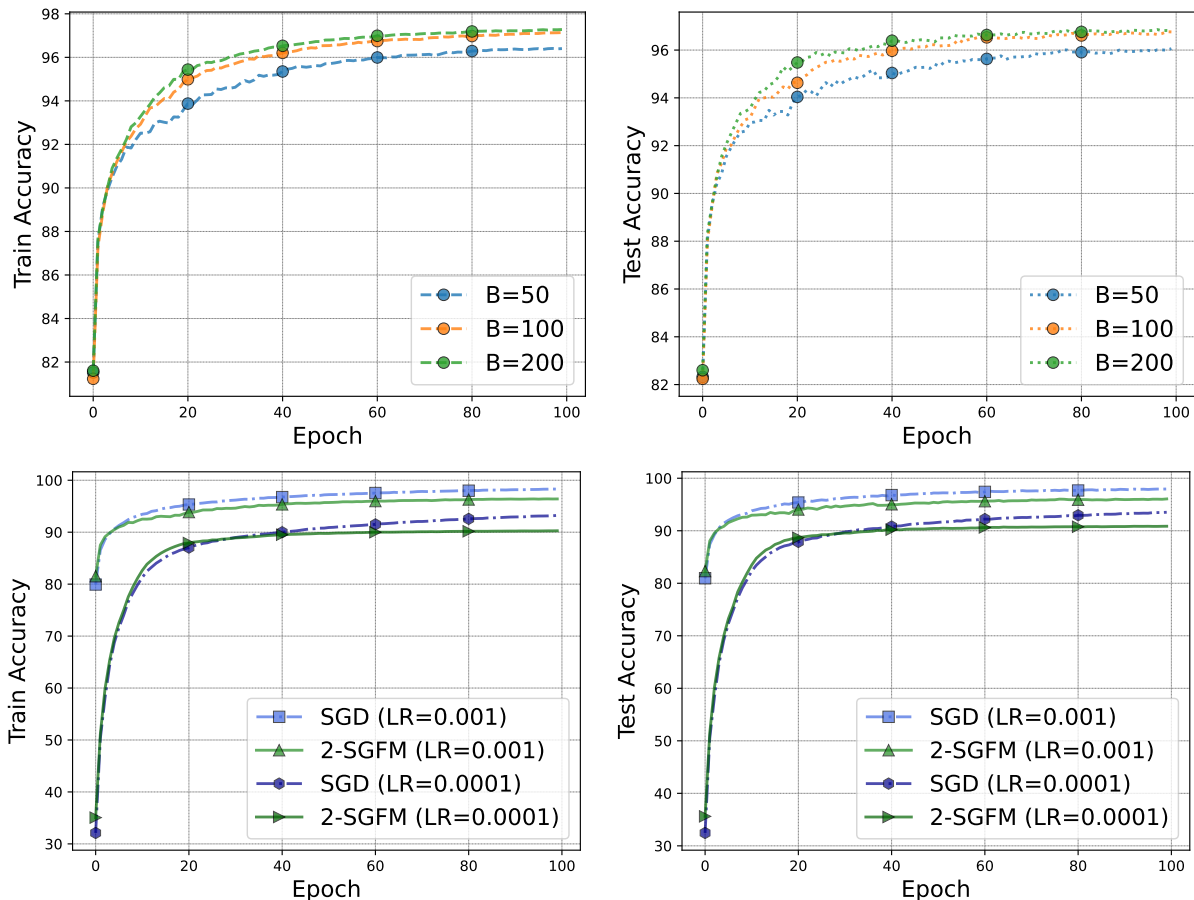 98
96
94
92
90
88
86
84
82
Train Accuracy
0
20
40
60
80
100
Epoch
B=50
B=100
B=200
96
94
92
90
88
86
84
82
Test Accuracy
0
20
40
60
80
100
Epoch
B=50
B=100
B=200
100
90
80
70
60
50
40
30
Train Accuracy
0
20
40
60
80
100
Epoch
SGD (LR=0.001)
2-SGFM (LR=0.001)
SGD (LR=0.0001)
2-SGFM (LR=0.0001)
100
90
80
70
60
50
40
30
Test Accuracy
0
20
40
60
80
100
Epoch
SGD (LR=0.001)
2-SGFM (LR=0.001)
SGD (LR=0.0001)
2-SGFM (LR=0.0001)